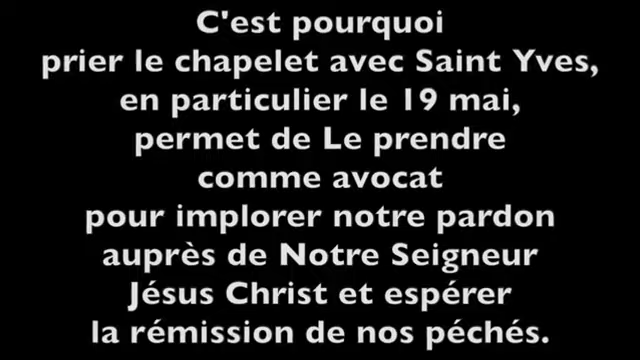 C'est pourquoi
prier le chapelet avec Saint Yves,
en particulier le 19 mai,
permet de Le prendre
comme avocat
pour implorer notre pardon
auprès de Notre Seigneur
Jésus Christ et espérer
la rémission de nos péchés.